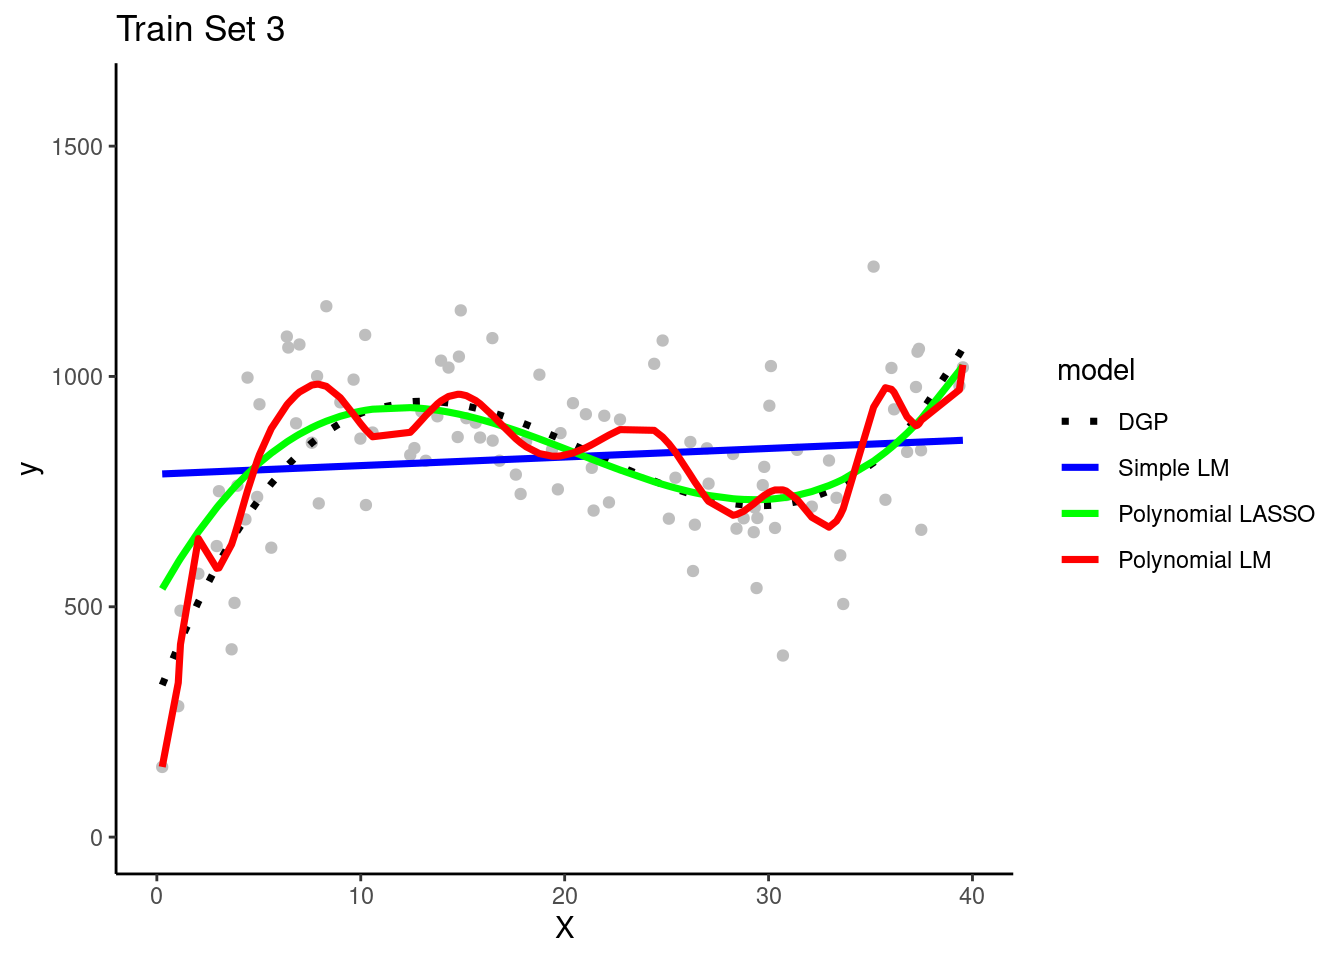 Train Set 3
1500
1000
500
0
y
0 10 20 30 40
X
model
DGP
Simple LM
Polynomial LASSO
Polynomial LM